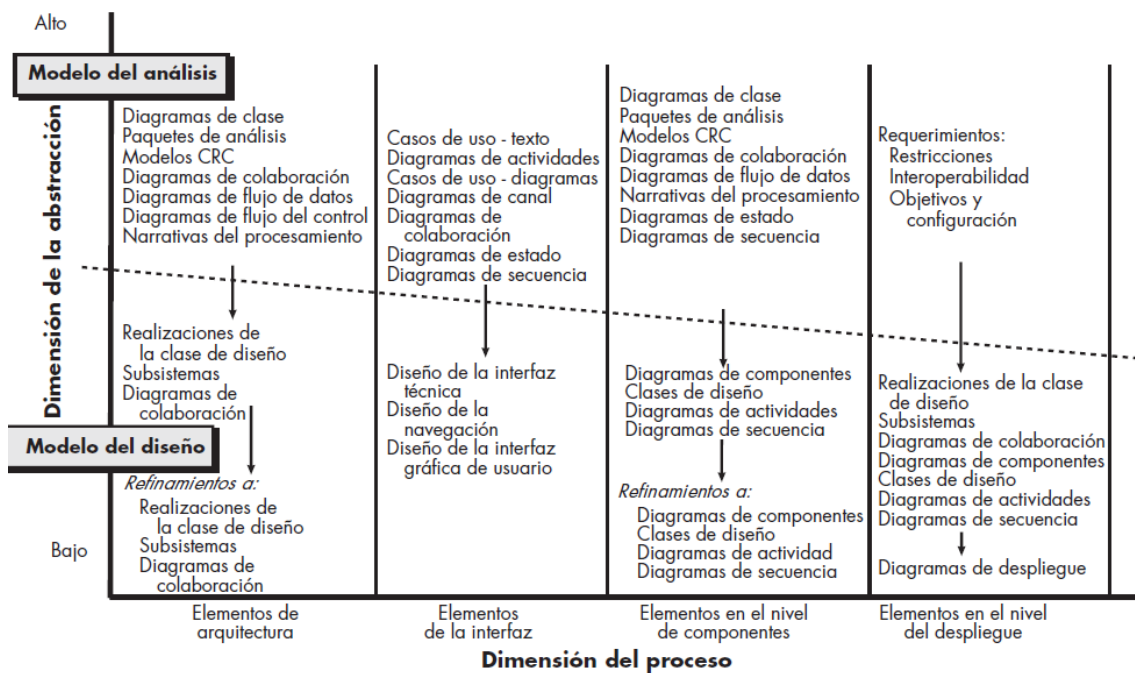 Alto
Modelo del análisis
Dimensión de la abstracción
Diagramas de clase
Paquetes de análisis
Modelos CRC
Diagramas de colaboración
Diagramas de flujo de datos
Diagramas de flujo del control
Narrativas del procesamiento
Realizaciones de
la clase de diseño
Subsistemas
Diagramas de
colaboración
Modelo del diseño
Refinamientos a:
Realizaciones de
la clase de diseño
Subsistemas
Diagramas de
colaboración
Bajo
Elementos de
arquitectura
Casos de uso - texto
Diagramas de actividades
Casos de uso - diagramas
Diagramas de canal
Diagramas de
colaboración
Diagramas de estado
Diagramas de secuencia
Diseño de la interfaz
técnica
Diseño de la
navegación
Diseño de la interfaz
gráfica de usuario
Elementos
de la interfaz
Diagramas de clase
Paquetes de análisis
Modelos CRC
Diagramas de colaboración
Diagramas de flujo de datos
Narrativas del procesamiento
Diagramas de estado
Diagramas de secuencia
Diagramas de componentes
Clases de diseño
Diagramas de actividades
Diagramas de secuencia
Refinamientos a:
Diagramas de componentes
Clases de diseño
Diagramas de actividad
Diagramas de secuencia
Elementos en el nivel
de componentes
Requerimientos:
Restricciones
Interoperabilidad
Objetivos y
configuración
Realizaciones de la clase
de diseño
Subsistemas
Diagramas de colaboración
Diagramas de componentes
Clases de diseño
Diagramas de actividades
Diagramas de secuencia
Diagramas de despliegue
Elementos en el nivel
del despliegue
Dimensión del proceso